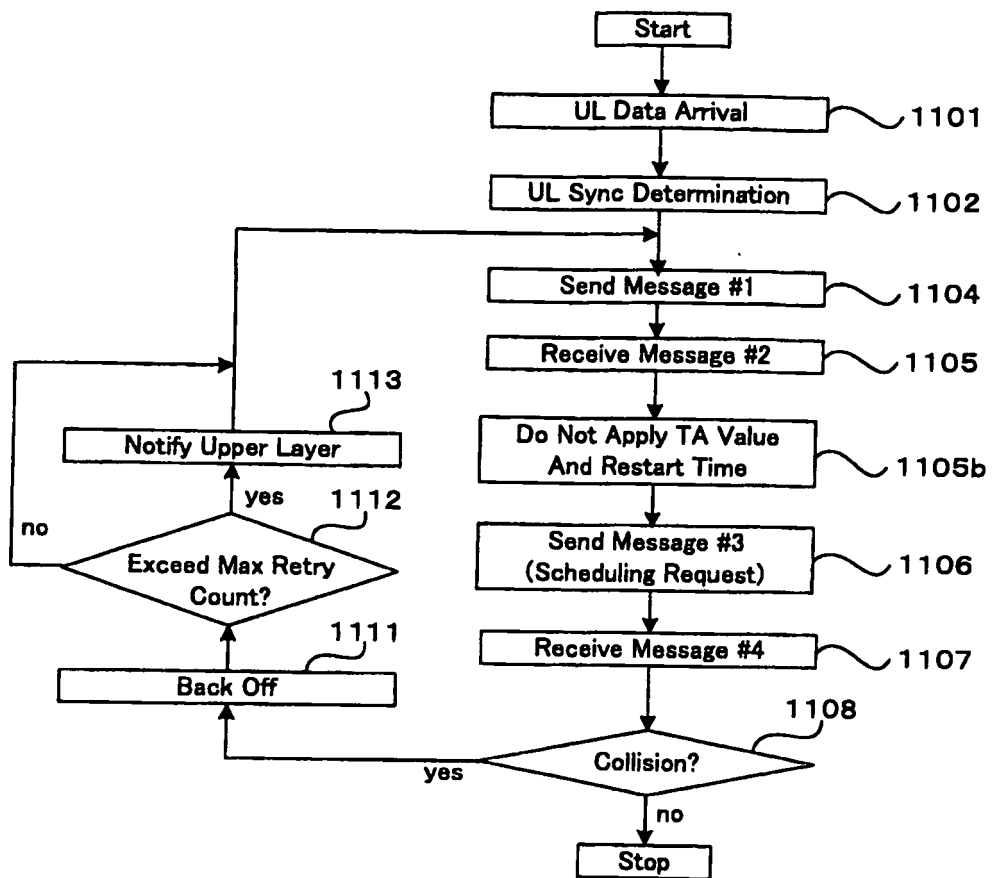 Start
UL Data Arrival
1101
UL Sync Determination
1102
Send Message #1
1104
Receive Message #2
1105
Do Not Apply TA Value
And Restart Time
1105b
Send Message #3
(Scheduling Request)
1106
Receive Message #4
1107
Collision?
1108
yes
no
Stop
Back Off
1111
Exceed Max Retry
Count?
1112
no
yes
Notify Upper Layer
1113